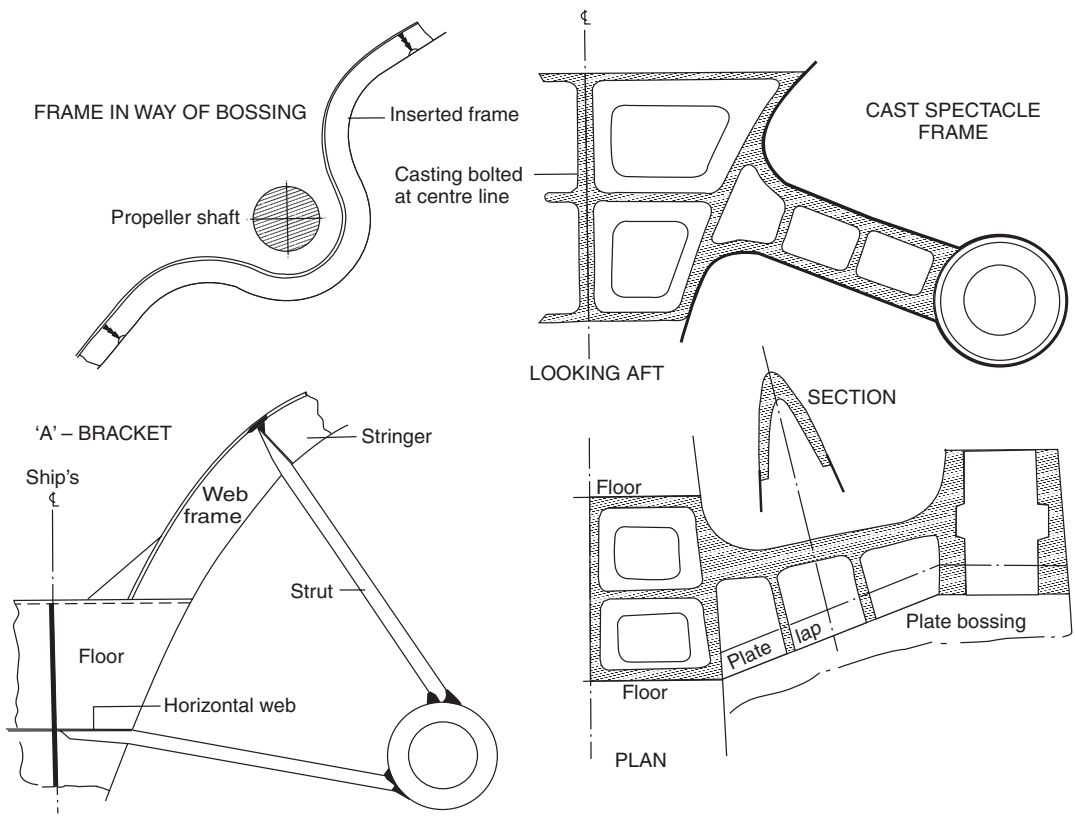 FRAME IN WAY OF BOSSING
Inserted frame
Propeller shaft
℄
CAST SPECTACLE
FRAME
Casting bolted
at centre line
LOOKING AFT
'A' – BRACKET
Ship's
℄
Stringer
Web
frame
Strut
Floor
Horizontal web
SECTION
Floor
Plate lap
Plate bossing
Floor
PLAN